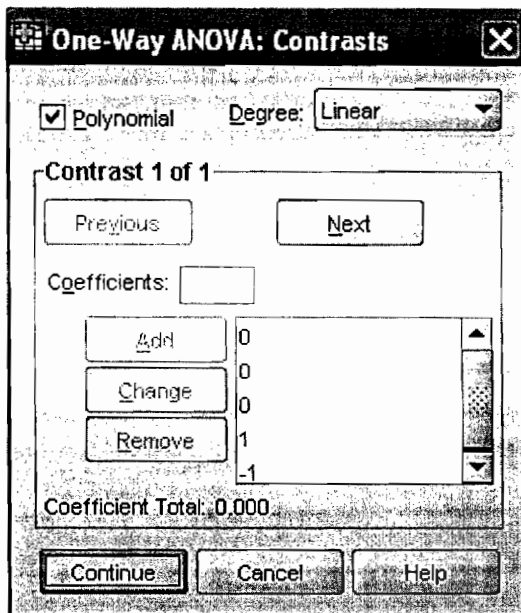 One-Way ANOVA: Contrasts
Polynomial Degree: Linear
Contrast 1 of 1
Previous Next
Coefficients:
Add
Change
Remove
0
0
0
1
-1
Coefficient Total: 0.000
Continue Cancel Help